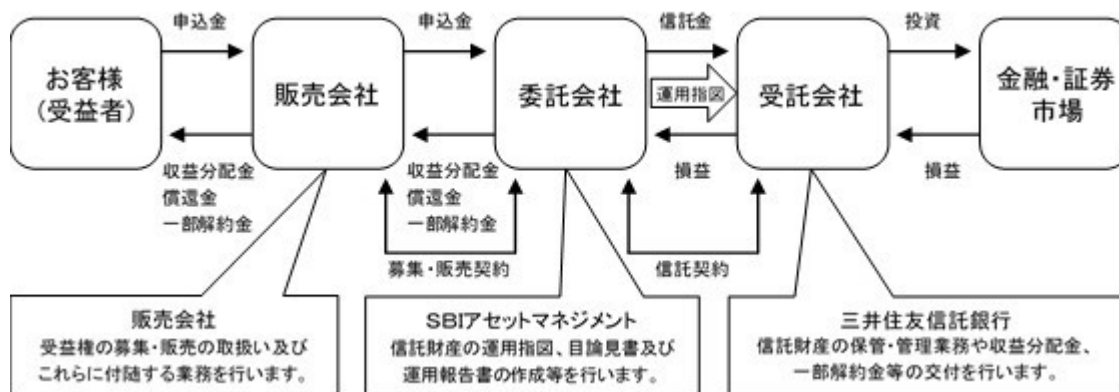 申込金
申込金
信託金
投資
お客様
(受益者)
販売会社
委託会社
運用指図
受託会社
金融・証券
市場
収益分配金
償還金
一部解約金
収益分配金
償還金
一部解約金
損益
損益
募集・販売契約
信託契約
販売会社
受益権の募集・販売の取扱い及び
これらに付随する業務を行います。
SBIアセットマネジメント
信託財産の運用指図、目論見書及び
運用報告書の作成等を行います。
三井住友信託銀行
信託財産の保管・管理業務や収益分配金、
一部解約金等の交付を行います。